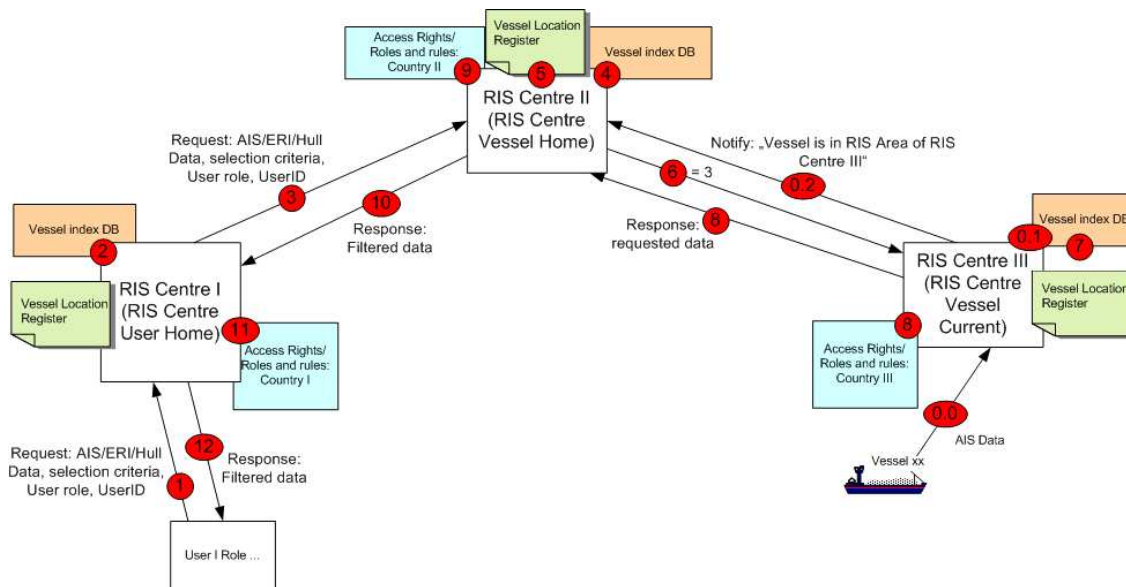 Access Rights/
Roles and rules:
Country II
Vessel Location
Register
Vessel index DB
9
5
4
RIS Centre II
(RIS Centre
Vessel Home)
Request: AIS/ERI/Hull
Data, selection criteria,
User role, UserID
3
10
Response:
Filtered data
Notify: „Vessel is in RIS Area of RIS
Centre III“
6 = 3
0.2
8
Response:
requested data
Vessel index DB
2
RIS Centre I
(RIS Centre
User Home)
Vessel Location
Register
11
Access Rights/
Roles and rules:
Country I
Vessel index DB
0.1
7
RIS Centre III
(RIS Centre
Vessel
Current)
Vessel Location
Register
8
Access Rights/
Roles and rules:
Country III
0.0
AIS Data
Vessel xx
Request: AIS/ERI/Hull
Data, selection criteria,
User role, UserID
1
12
Response:
Filtered data
User I Role ...